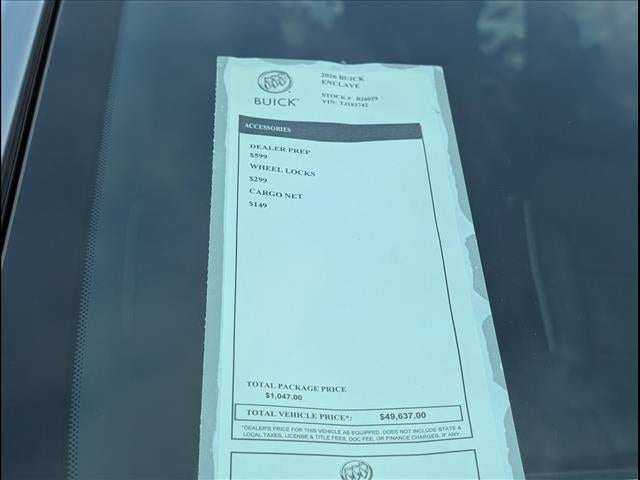 BUICK
2026 BUICK
ENCLAVE
STOCK # B26029
VIN: TJ183742
ACCESSORIES
DEALER PREP
$599
WHEEL LOCKS
$299
CARGO NET
$149
TOTAL PACKAGE PRICE
$1,047.00
TOTAL VEHICLE PRICE*: $49,637.00
*DEALER'S PRICE FOR THIS VEHICLE AS EQUIPPED. DOES NOT INCLUDE STATE &
LOCAL TAXES, LICENSE & TITLE FEES, DOC FEE, OR FINANCE CHARGES, IF ANY.